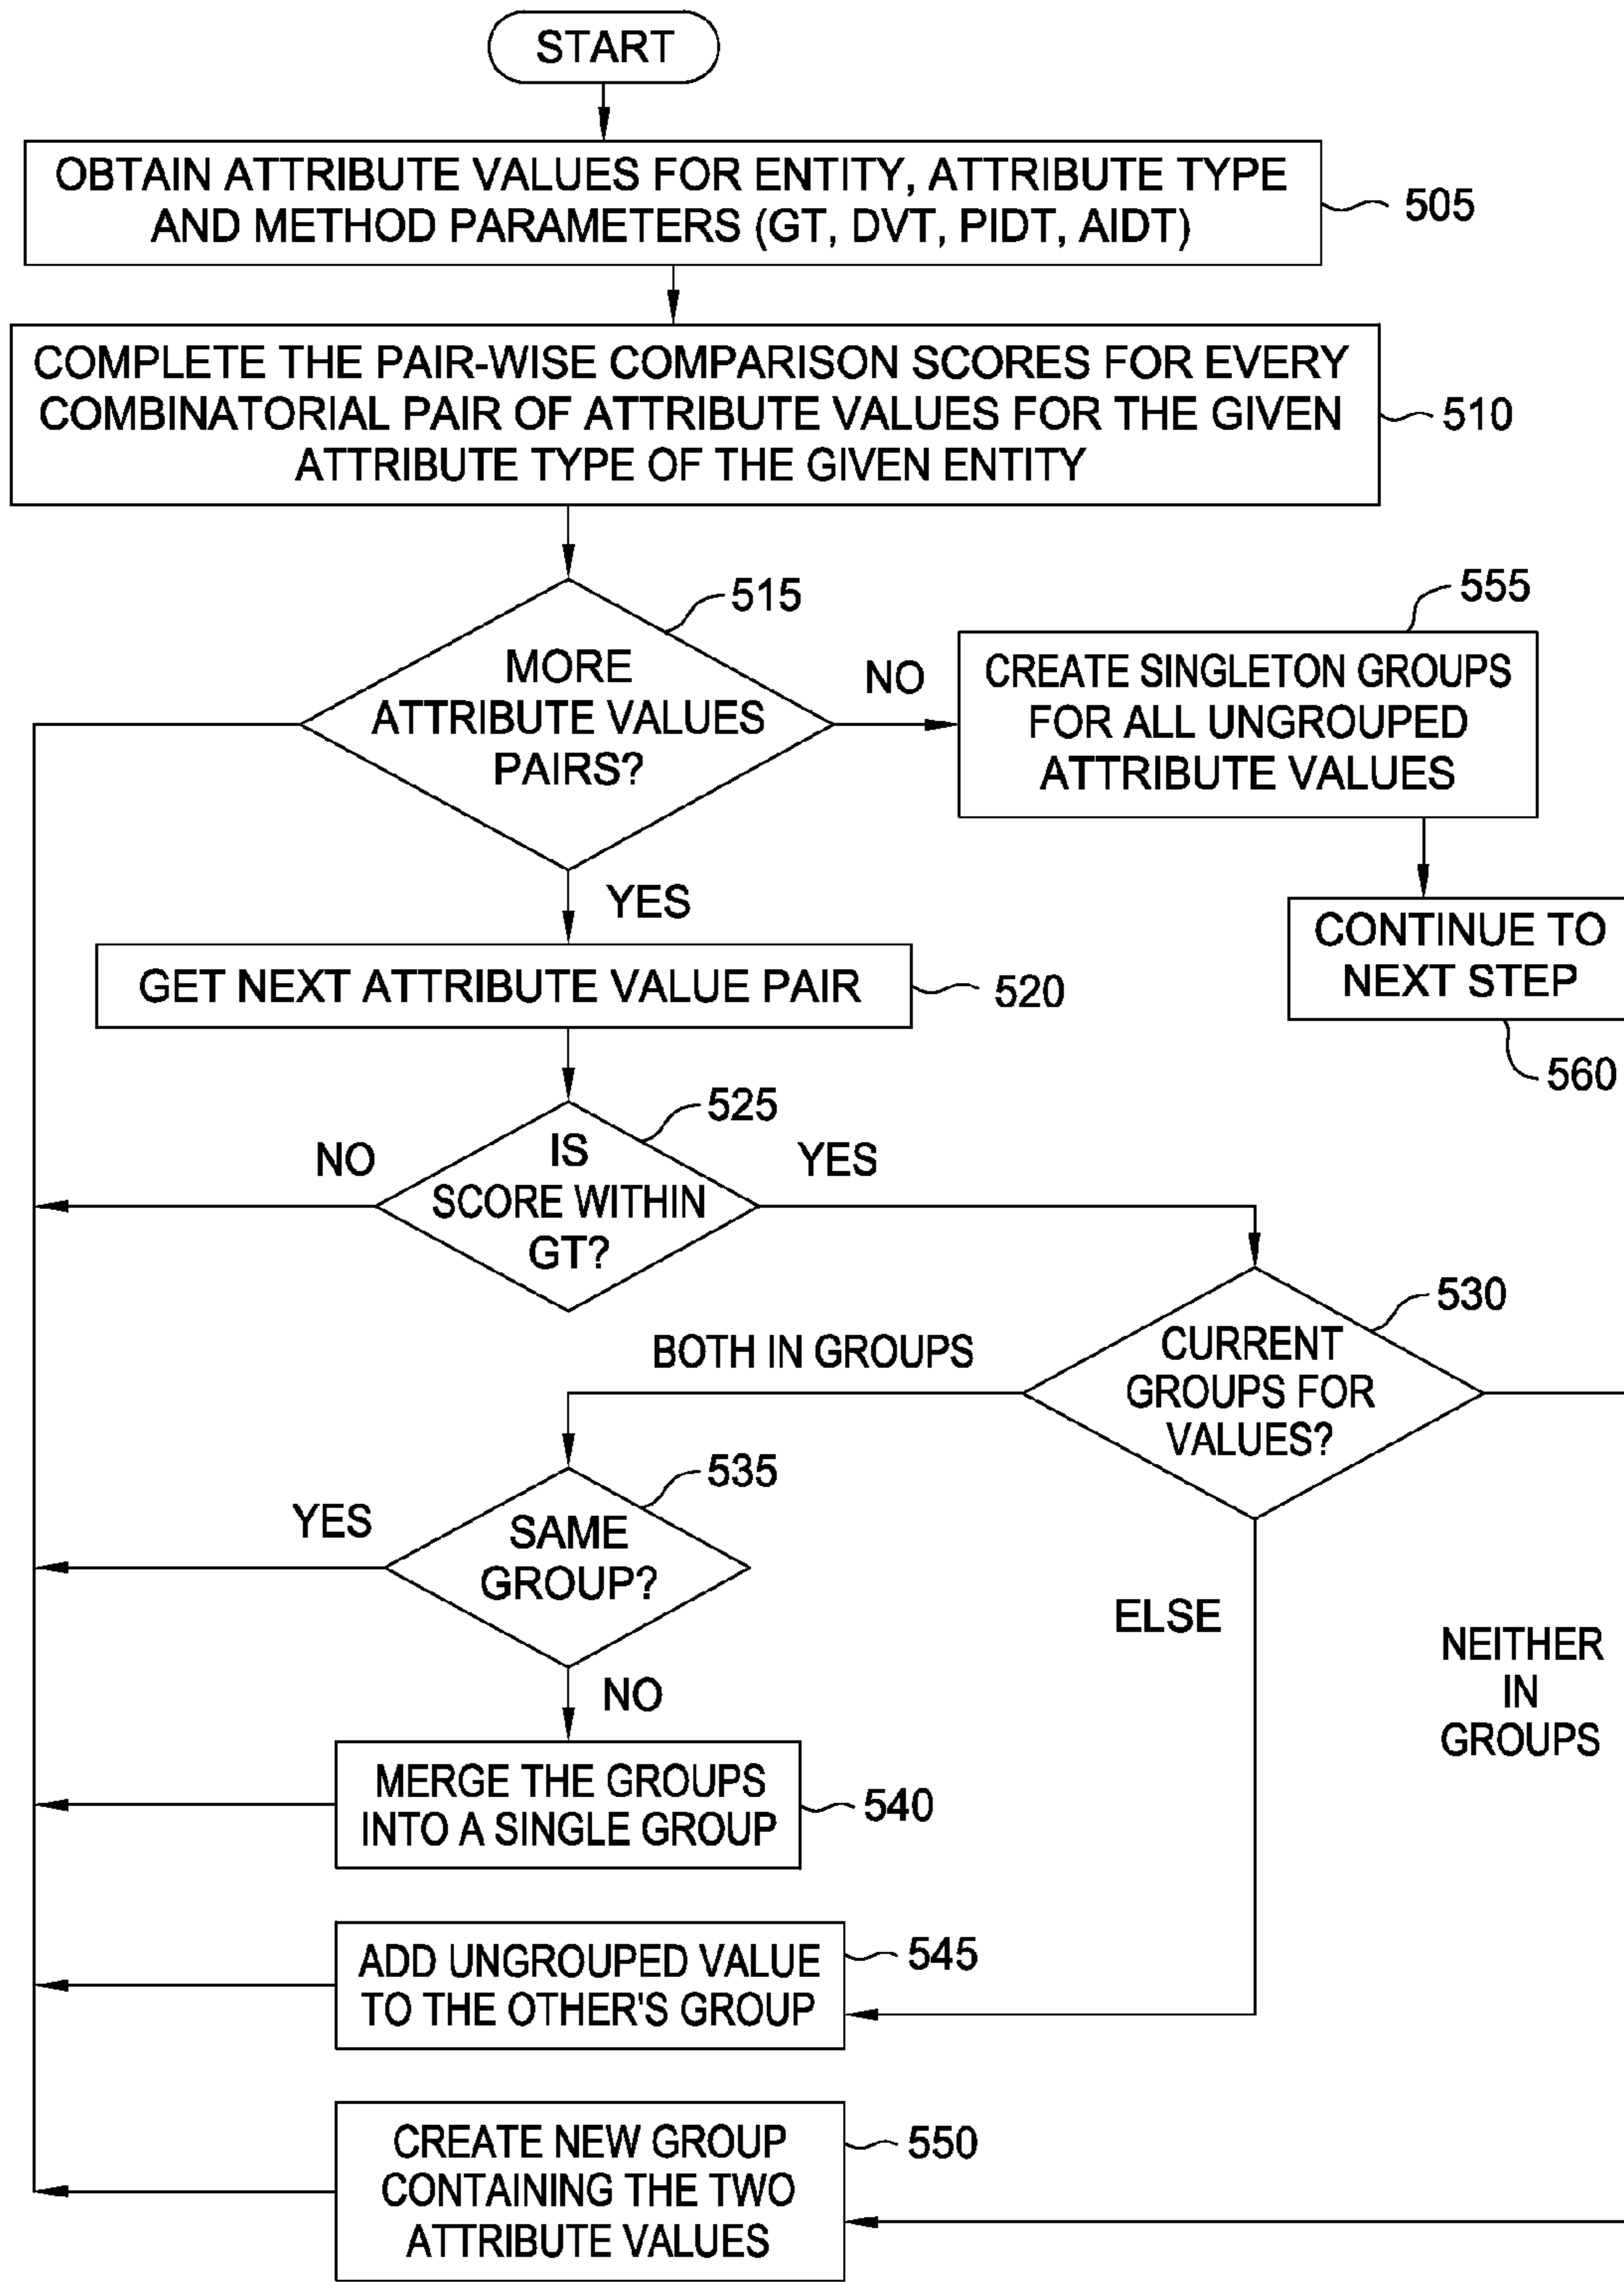 START
OBTAIN ATTRIBUTE VALUES FOR ENTITY, ATTRIBUTE TYPE
AND METHOD PARAMETERS (GT, DVT, PIDT, AIDT)
505
COMPLETE THE PAIR-WISE COMPARISON SCORES FOR EVERY
COMBINATORIAL PAIR OF ATTRIBUTE VALUES FOR THE GIVEN
ATTRIBUTE TYPE OF THE GIVEN ENTITY
510
515
MORE
ATTRIBUTE VALUES
PAIRS?
NO
555
CREATE SINGLETON GROUPS
FOR ALL UNGROUPED
ATTRIBUTE VALUES
YES
CONTINUE TO
NEXT STEP
560
GET NEXT ATTRIBUTE VALUE PAIR
520
525
NO
IS
SCORE WITHIN
GT?
YES
530
CURRENT
GROUPS FOR
VALUES?
BOTH IN GROUPS
535
YES
SAME
GROUP?
NO
ELSE
NEITHER
IN
GROUPS
MERGE THE GROUPS
INTO A SINGLE GROUP
540
ADD UNGROUPED VALUE
TO THE OTHER'S GROUP
545
CREATE NEW GROUP
CONTAINING THE TWO
ATTRIBUTE VALUES
550